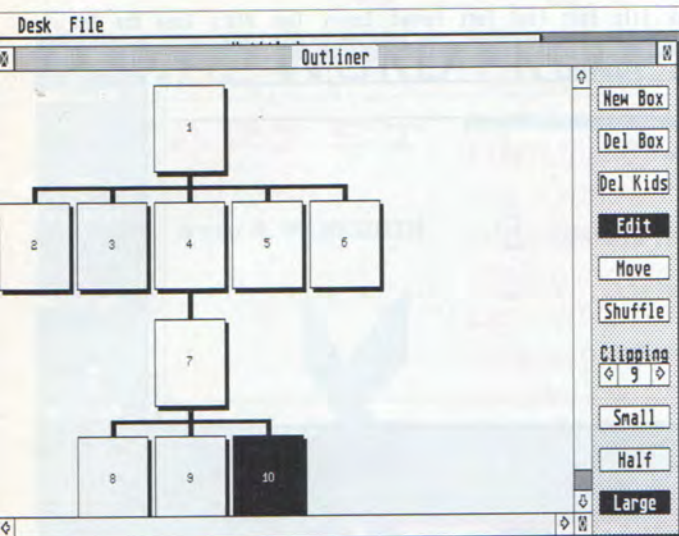 Desk File
Outliner
New Box
Del Box
Del Kids
Edit
Move
Shuffle
Clipping
9
Small
Half
Large
1
2 3 4 5 6
7
8 9 10